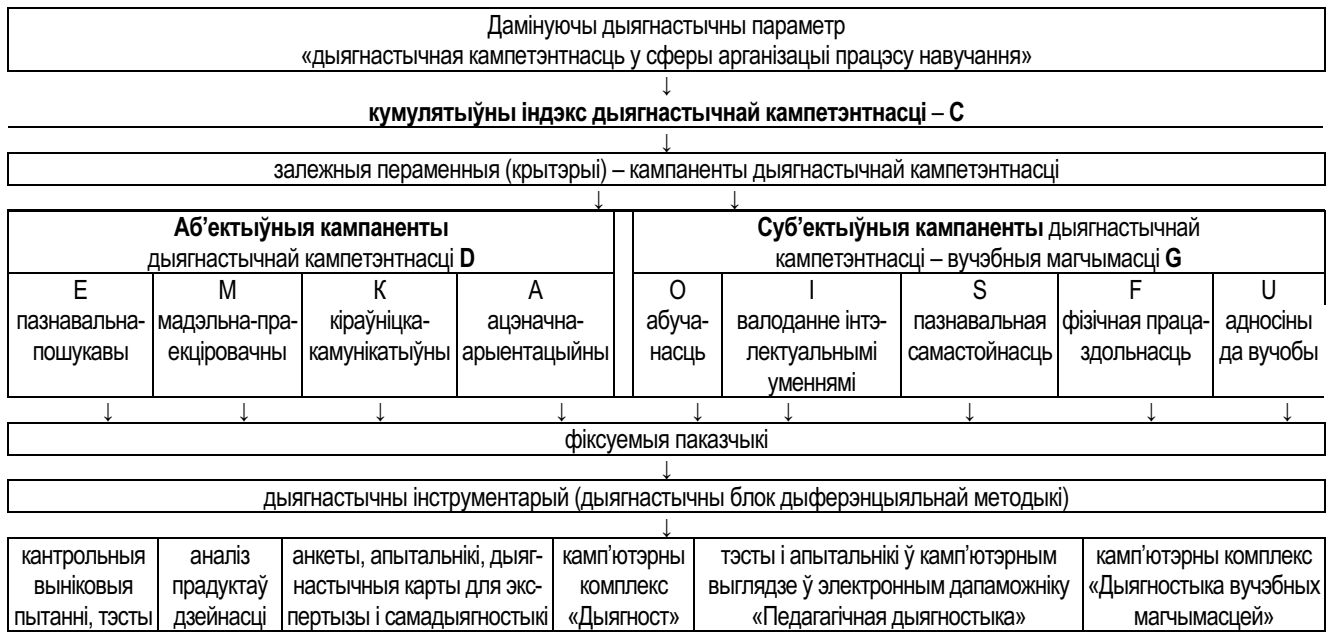 Дамінуючы дыягнастычны параметр
«дыягнастычная кампетэнтнасць у сферы арганізацыі працэсу навучання»
↓
кумулятыўны індэкс дыягнастычнай кампетэнтнасці – С
↓
залежныя пераменныя (крытэрыі) – кампаненты дыягнастычнай кампетэнтнасці
↓ ↓
Аб’ектыўныя кампаненты
дыягнастычнай кампетэнтнасці D
Суб’ектыўныя кампаненты дыягнастычнай
кампетэнтнасці – вучэбныя магчымасці G
Е
пазнавальна-
пошукавы
М
мадэльна-пра-
екціровачны
К
кіраўніцка-
камунікатыўны
А
ацэначна-
арыентацыйны
О
абуча-
насць
I
валоданне інтэ-
лектуальнымі
уменнямі
S
пазнавальная
самастойнасць
F
фізічная праца-
здольнасць
U
адносіны
да вучобы
↓ ↓ ↓ ↓ ↓ ↓ ↓ ↓ ↓
фіксуемыя паказчыкі
↓
дыягнастычны інструментарый (дыягнастычны блок дыферэнцыяльнай методыкі)
↓
кантрольныя
выніковыя
пытанні, тэсты
аналіз
прадуктаў
дзейнасці
анкеты, апытальнікі, дыяг-
настычныя карты для экс-
пертызы і самадыягностыкі
камп’ютэрны
комплекс
«Дыягност»
тэсты і апытальнікі ў камп’ютэрным
выглядзе ў электронным дапаможніку
«Педагагічная дыягностыка»
камп’ютэрны комплекс
«Дыягностыка вучэбных
магчымасцей»